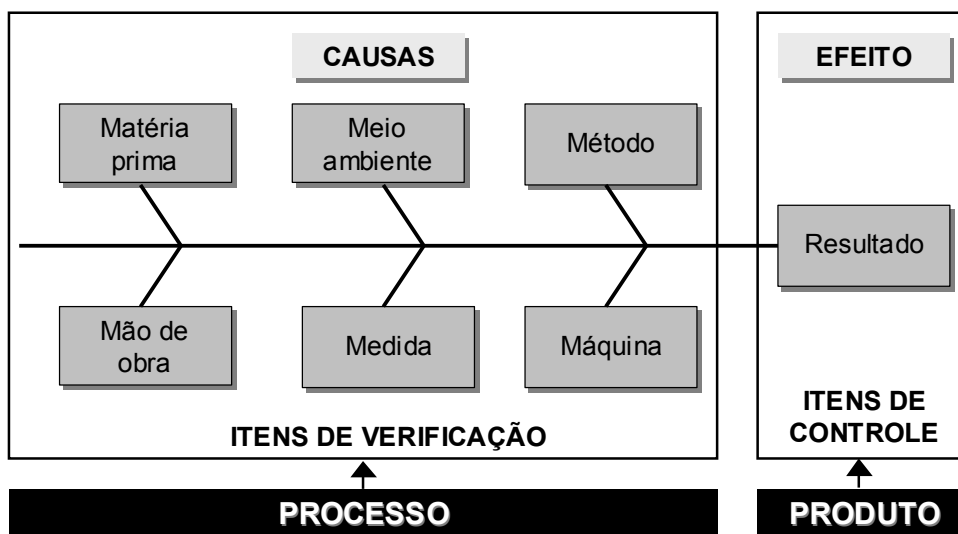 CAUSAS
EFEITO
Matéria
prima
Meio
ambiente
Método
Resultado
Mão de
obra
Medida
Máquina
ITENS DE VERIFICAÇÃO
ITENS DE
CONTROLE
PROCESSO
PRODUTO